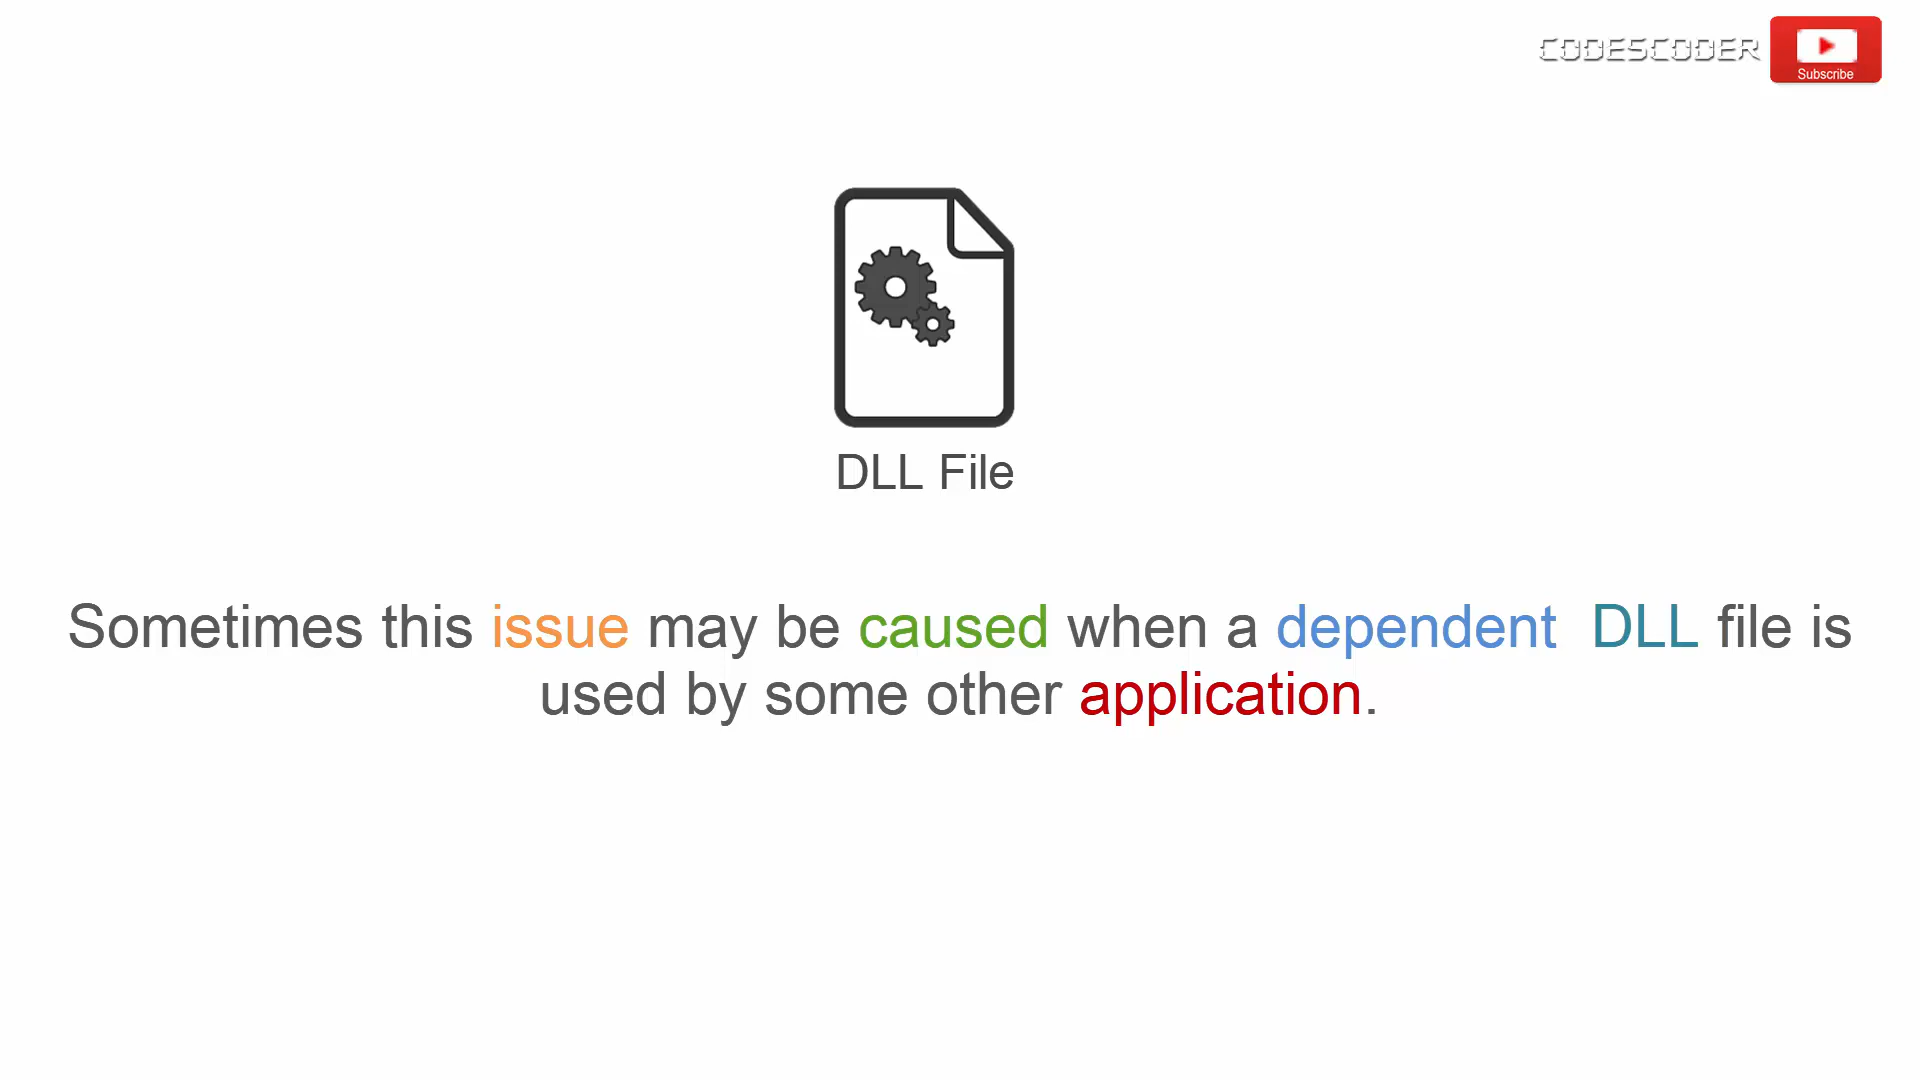 CODESCODER
Subscribe
DLL File
Sometimes this issue may be caused when a dependent DLL file is
used by some other application.